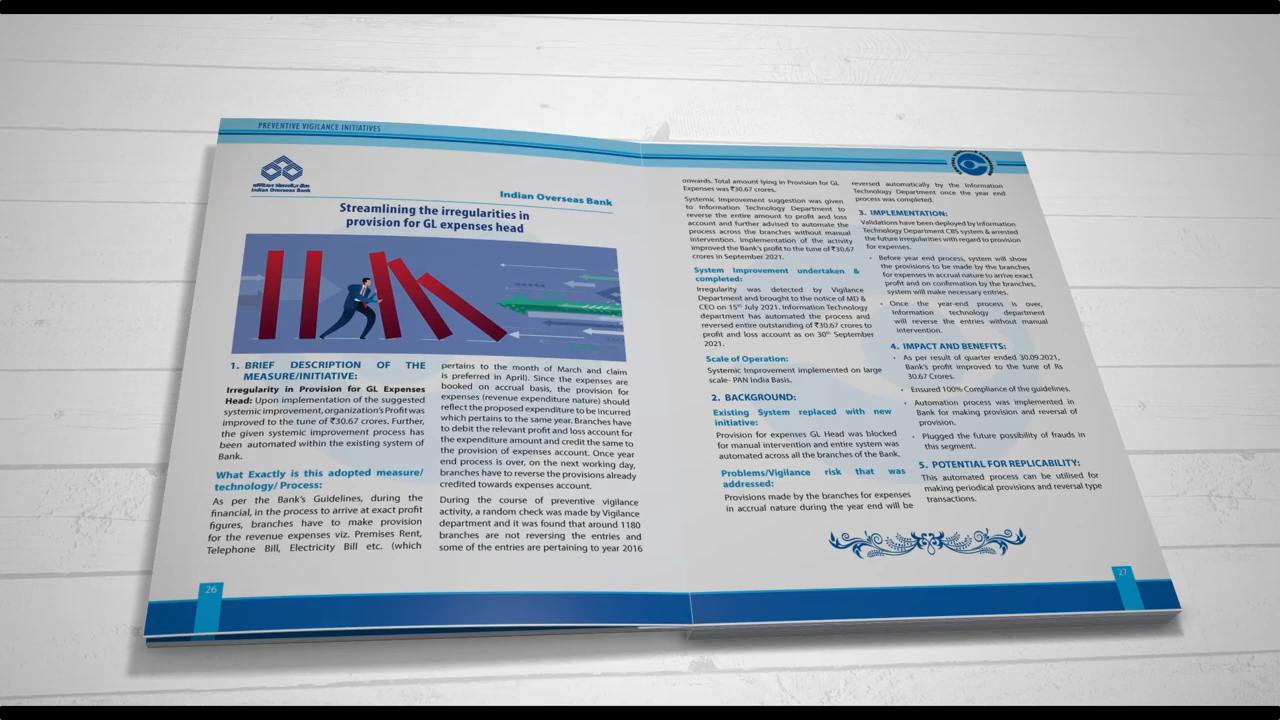 PREVENTIVE VIGILANCE INITIATIVES
Indian Overseas Bank
Indian Overseas Bank
Streamlining the irregularities in
provision for GL expenses head
1. BRIEF DESCRIPTION OF THE
MEASURE/INITIATIVE:
Irregularity in Provision for GL Expenses
Head: Upon implementation of the suggested
systemic improvement, organization's Profit was
improved to the tune of ₹30.67 crores. Further,
the given systemic improvement process has
been automated within the existing system of
Bank.
What Exactly is this adopted measure/
technology/ Process:
As per the Bank's Guidelines, during the
financial, in the process to arrive at exact profit
figures, branches have to make provision
for the revenue expenses viz. Premises Rent,
Telephone Bill, Electricity Bill etc. (which
pertains to the month of March and claim
is preferred in April). Since the expenses are
booked on accrual basis, the provision for
expenses (revenue expenditure nature) should
reflect the proposed expenditure to be incurred
which pertains to the same year. Branches have
to debit the relevant profit and loss account for
the expenditure amount and credit the same to
the provision of expenses account. Once year
end process is over, on the next working day,
branches have to reverse the provisions already
credited towards expenses account.
During the course of preventive vigilance
activity, a random check was made by Vigilance
department and it was found that around 1180
branches are not reversing the entries and
some of the entries are pertaining to year 2016
26
onwards. Total amount lying in Provision for GL
Expenses was ₹30.67 crores.
Systemic Improvement suggestion was given
to Information Technology Department to
reverse the entire amount to profit and loss
account and further advised to automate the
process across the branches without manual
intervention. Implementation of the activity
improved the Bank's profit to the tune of ₹30.67
crores in September 2021.
System Improvement undertaken &
completed:
Irregularity was detected by Vigilance
Department and brought to the notice of MD &
CEO on 15th July 2021. Information Technology
department has automated the process and
reversed entire outstanding of ₹30.67 crores to
profit and loss account as on 30th September
2021.
Scale of Operation:
Systemic Improvement implemented on large
scale- PAN India Basis.
2. BACKGROUND:
Existing System replaced with new
initiative:
Provision for expenses GL Head was blocked
for manual intervention and entire system was
automated across all the branches of the Bank.
Problems/Vigilance risk that was
addressed:
Provisions made by the branches for expenses
in accrual nature during the year end will be
reversed automatically by the Information
Technology Department once the year end
process was completed.
3. IMPLEMENTATION:
Validations have been deployed by Information
Technology Department CBS system & arrested
the future irregularities with regard to provision
for expenses.
• Before year end process, system will show
the provisions to be made by the branches
for expenses in accrual nature to arrive exact
profit and on confirmation by the branches,
system will make necessary entries.
• Once the year-end process is over,
Information technology department
will reverse the entries without manual
intervention.
4. IMPACT AND BENEFITS:
• As per result of quarter ended 30.09.2021,
Bank's profit improved to the tune of Rs
30.67 Crores.
• Ensured 100% Compliance of the guidelines.
• Automation process was implemented in
Bank for making provision and reversal of
provision.
• Plugged the future possibility of frauds in
this segment.
5. POTENTIAL FOR REPLICABILITY:
This automated process can be utilised for
making periodical provisions and reversal type
transactions.
27